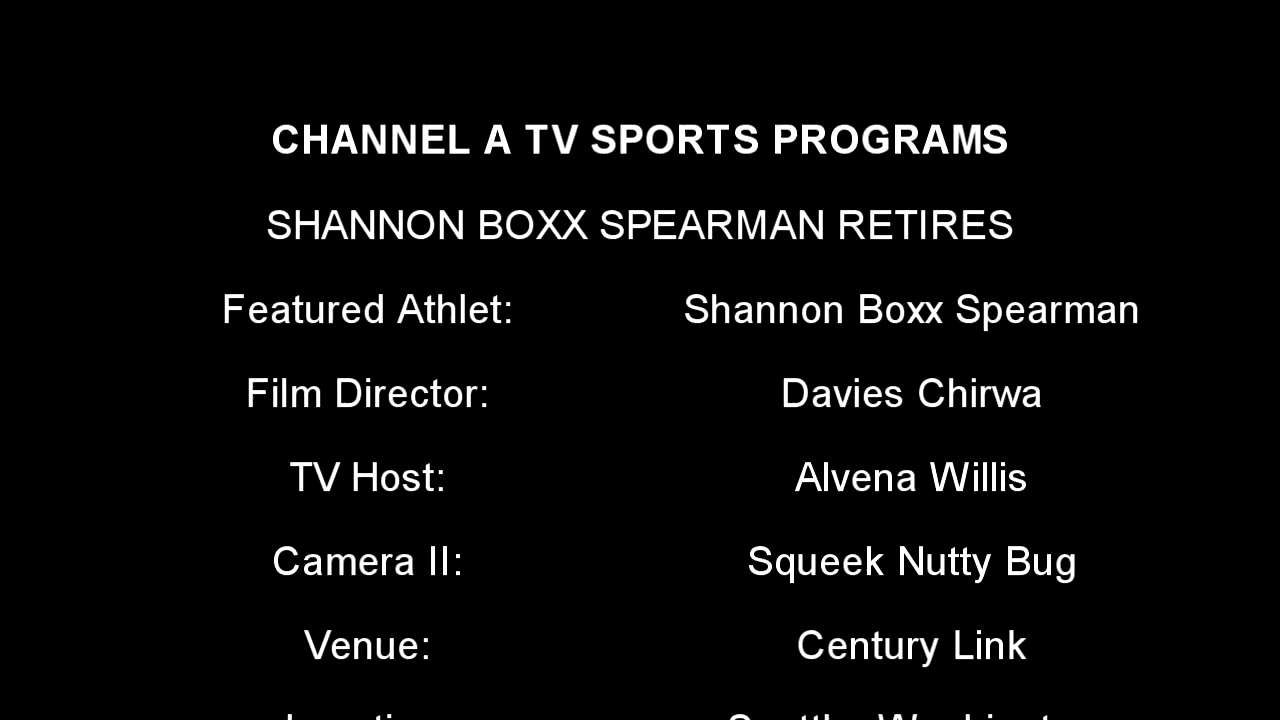 CHANNEL A TV SPORTS PROGRAMS
SHANNON BOXX SPEARMAN RETIRES
Featured Athlet: Shannon Boxx Spearman
Film Director: Davies Chirwa
TV Host: Alvena Willis
Camera II: Squeek Nutty Bug
Venue: Century Link